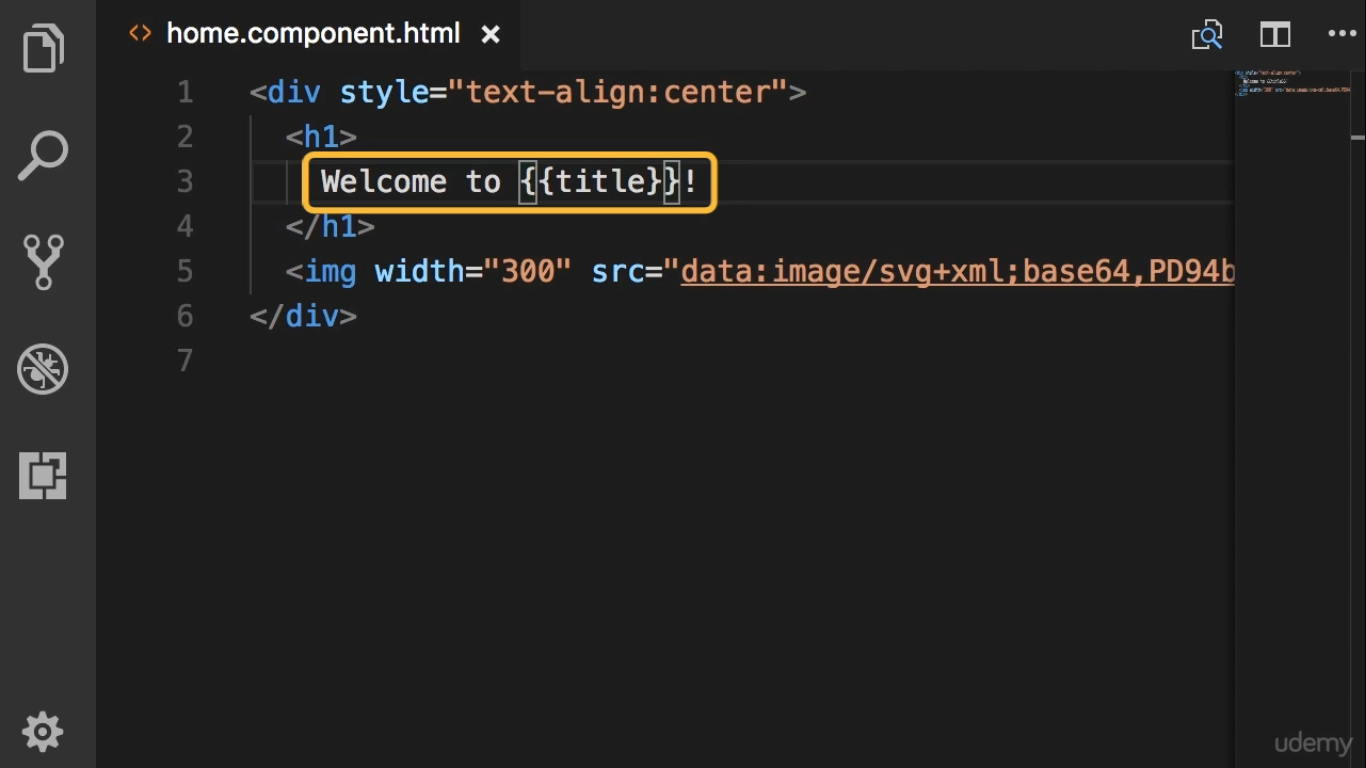 home.component.html
1 <div style="text-align:center">
2 <h1>
3 Welcome to {{title}}!
4 </h1>
5 <img width="300" src="data:image/svg+xml;base64,PD94b
6 </div>
7
udemy